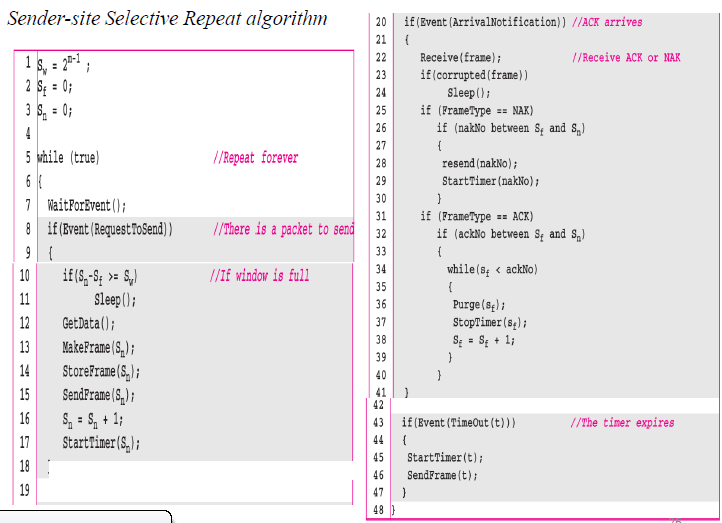 Sender-site Selective Repeat algorithm
1 Sw = 2^m-1 ;
2 Sf = 0;
3 Sn = 0;
4
5 while (true) //Repeat forever
6 {
7 WaitForEvent();
8 if(Event(RequestToSend)) //There is a packet to send
9 {
10 if(Sn-Sf >= Sw) //If window is full
11 Sleep();
12 GetData();
13 MakeFrame(Sn);
14 StoreFrame(Sn);
15 SendFrame(Sn);
16 Sn = Sn + 1;
17 StartTimer(Sn);
18 }
19
20 if(Event(ArrivalNotification)) //ACK arrives
21 {
22 Receive(frame); //Receive ACK or NAK
23 if(corrupted(frame))
24 Sleep();
25 if (FrameType == NAK)
26 if (nakNo between Sf and Sn)
27 {
28 resend(nakNo);
29 StartTimer(nakNo);
30 }
31 if (FrameType == ACK)
32 if (ackNo between Sf and Sn)
33 {
34 while(sf < ackNo)
35 {
36 Purge(sf);
37 StopTimer(sf);
38 Sf = Sf + 1;
39 }
40 }
41 }
42
43 if(Event(TimeOut(t))) //The timer expires
44 {
45 StartTimer(t);
46 SendFrame(t);
47 }
48 }